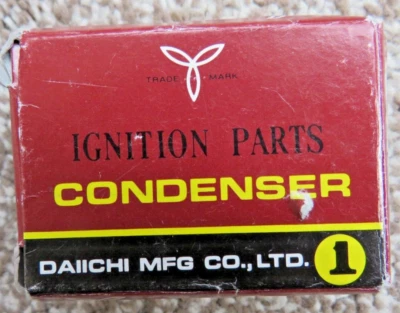 TRADE MARK
IGNITION PARTS
CONDENSER
DAIICHI MFG CO., LTD. 1